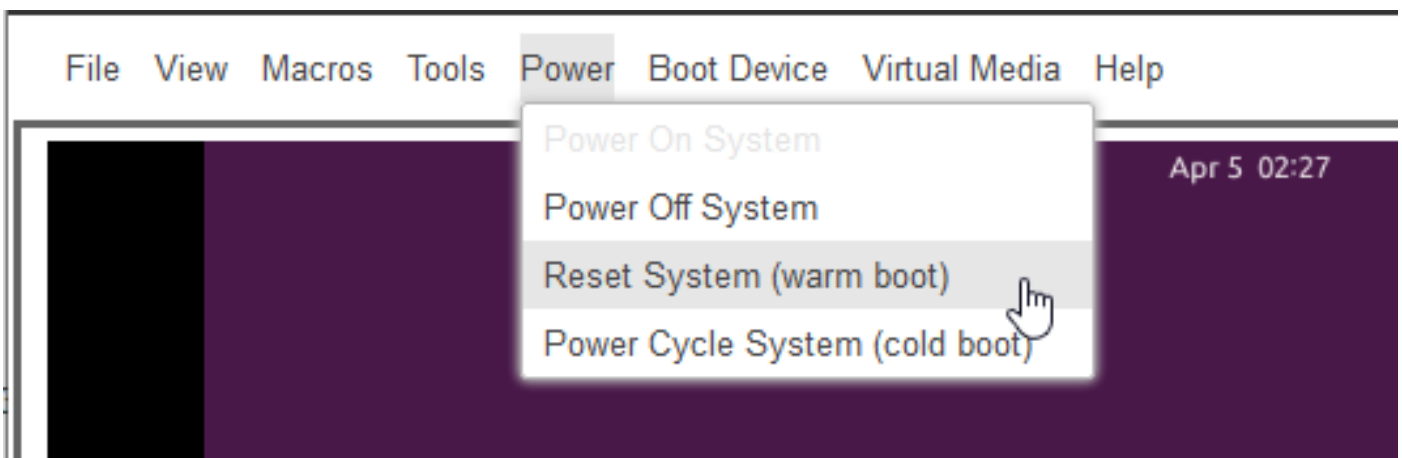 File View Macros Tools Power Boot Device Virtual Media Help
Power On System
Apr 5 02:27
Power Off System
Reset System (warm boot)
Power Cycle System (cold boot)